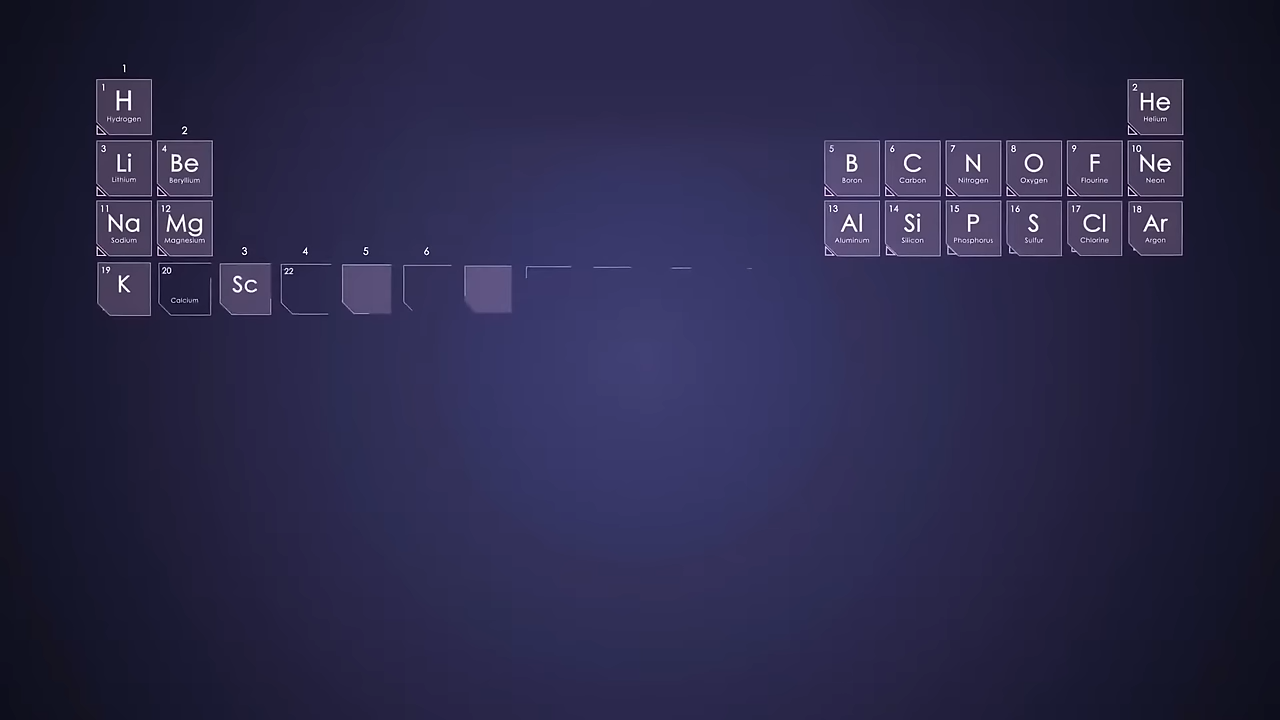 1
1 H Hydrogen
2 He Helium
2
3 Li Lithium
4 Be Beryllium
5 B Boron
6 C Carbon
7 N Nitrogen
8 O Oxygen
9 F Flourine
10 Ne Neon
11 Na Sodium
12 Mg Magnesium
13 Al Aluminum
14 Si Silicon
15 P Phosphorus
16 S Sulfur
17 Cl Chlorine
18 Ar Argon
3 4 5 6
19 K
20 Calcium
Sc
22